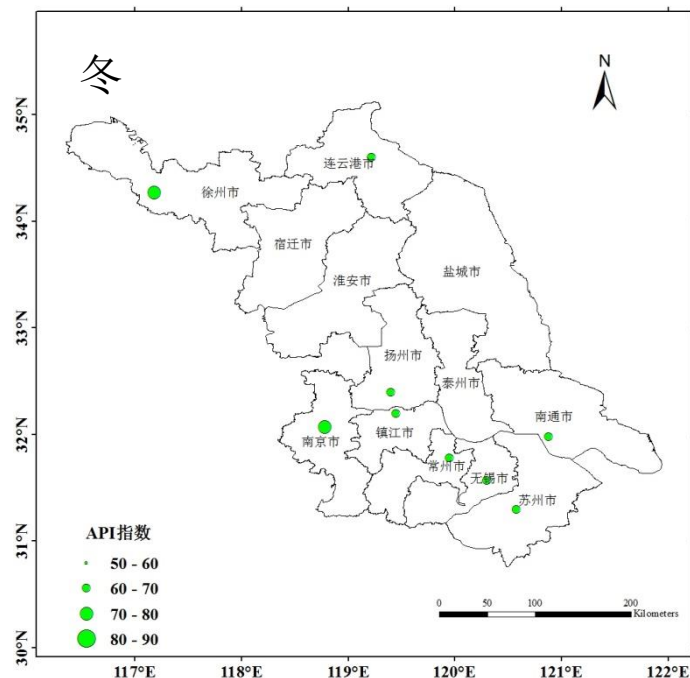 冬
N
35°N
34°N
33°N
32°N
31°N
30°N
连云港市
徐州市
宿迁市
淮安市
盐城市
扬州市
泰州市
南通市
南京市
镇江市
常州市
无锡市
苏州市
API指数
50 - 60
60 - 70
70 - 80
80 - 90
0 50 100 200
Kilometers
117°E 118°E 119°E 120°E 121°E 122°E